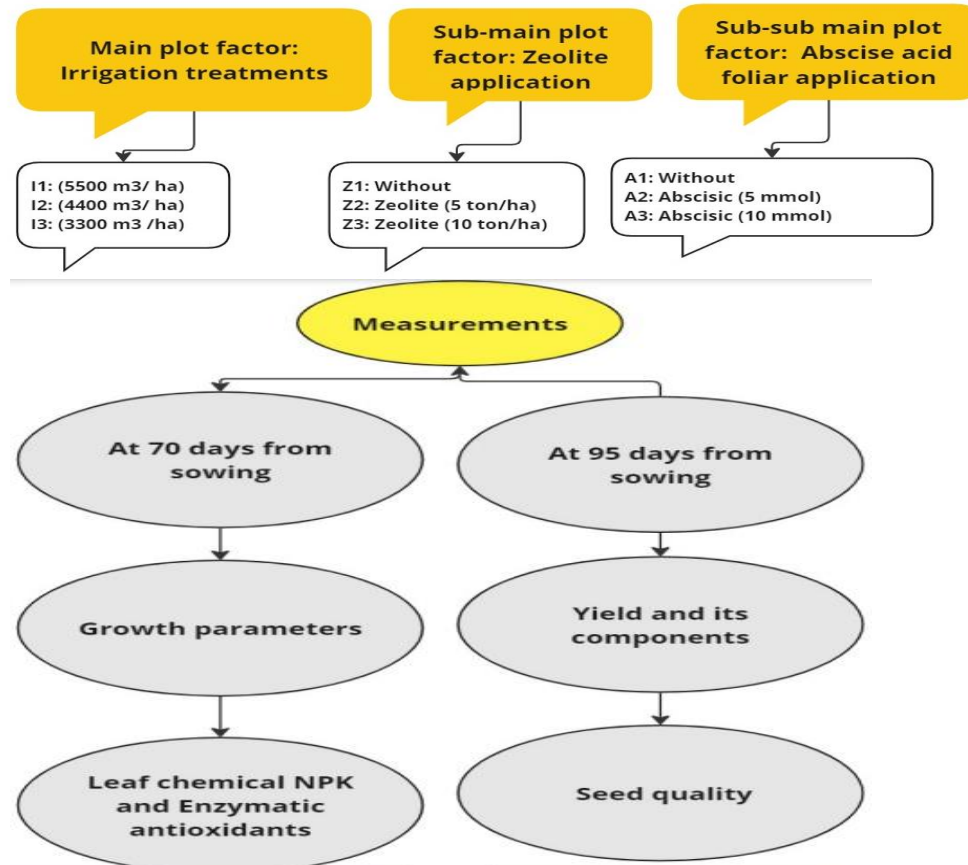 Main plot factor:
Irrigation treatments
Sub-main plot
factor: Zeolite
application
Sub-sub main plot
factor: Abscise acid
foliar application
I1: (5500 m3/ ha)
I2: (4400 m3/ ha)
I3: (3300 m3 /ha)
Z1: Without
Z2: Zeolite (5 ton/ha)
Z3: Zeolite (10 ton/ha)
A1: Without
A2: Abscisic (5 mmol)
A3: Abscisic (10 mmol)
Measurements
At 70 days from
sowing
At 95 days from
sowing
Growth parameters
Yield and its
components
Leaf chemical NPK
and Enzymatic
antioxidants
Seed quality